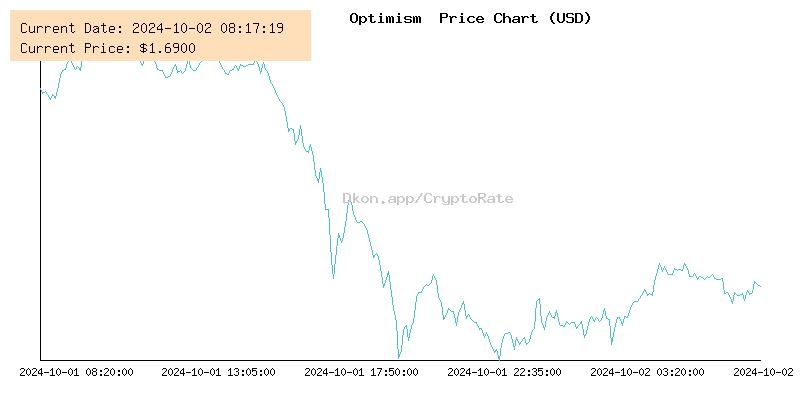 Optimism  Price Chart (USD)
Current Date: 2024-10-02 08:17:19
Current Price: $1.6900
Dkon.app/CryptoRate
2024-10-01 08:20:00 2024-10-01 13:05:00 2024-10-01 17:50:00 2024-10-01 22:35:00 2024-10-02 03:20:00 2024-10-02